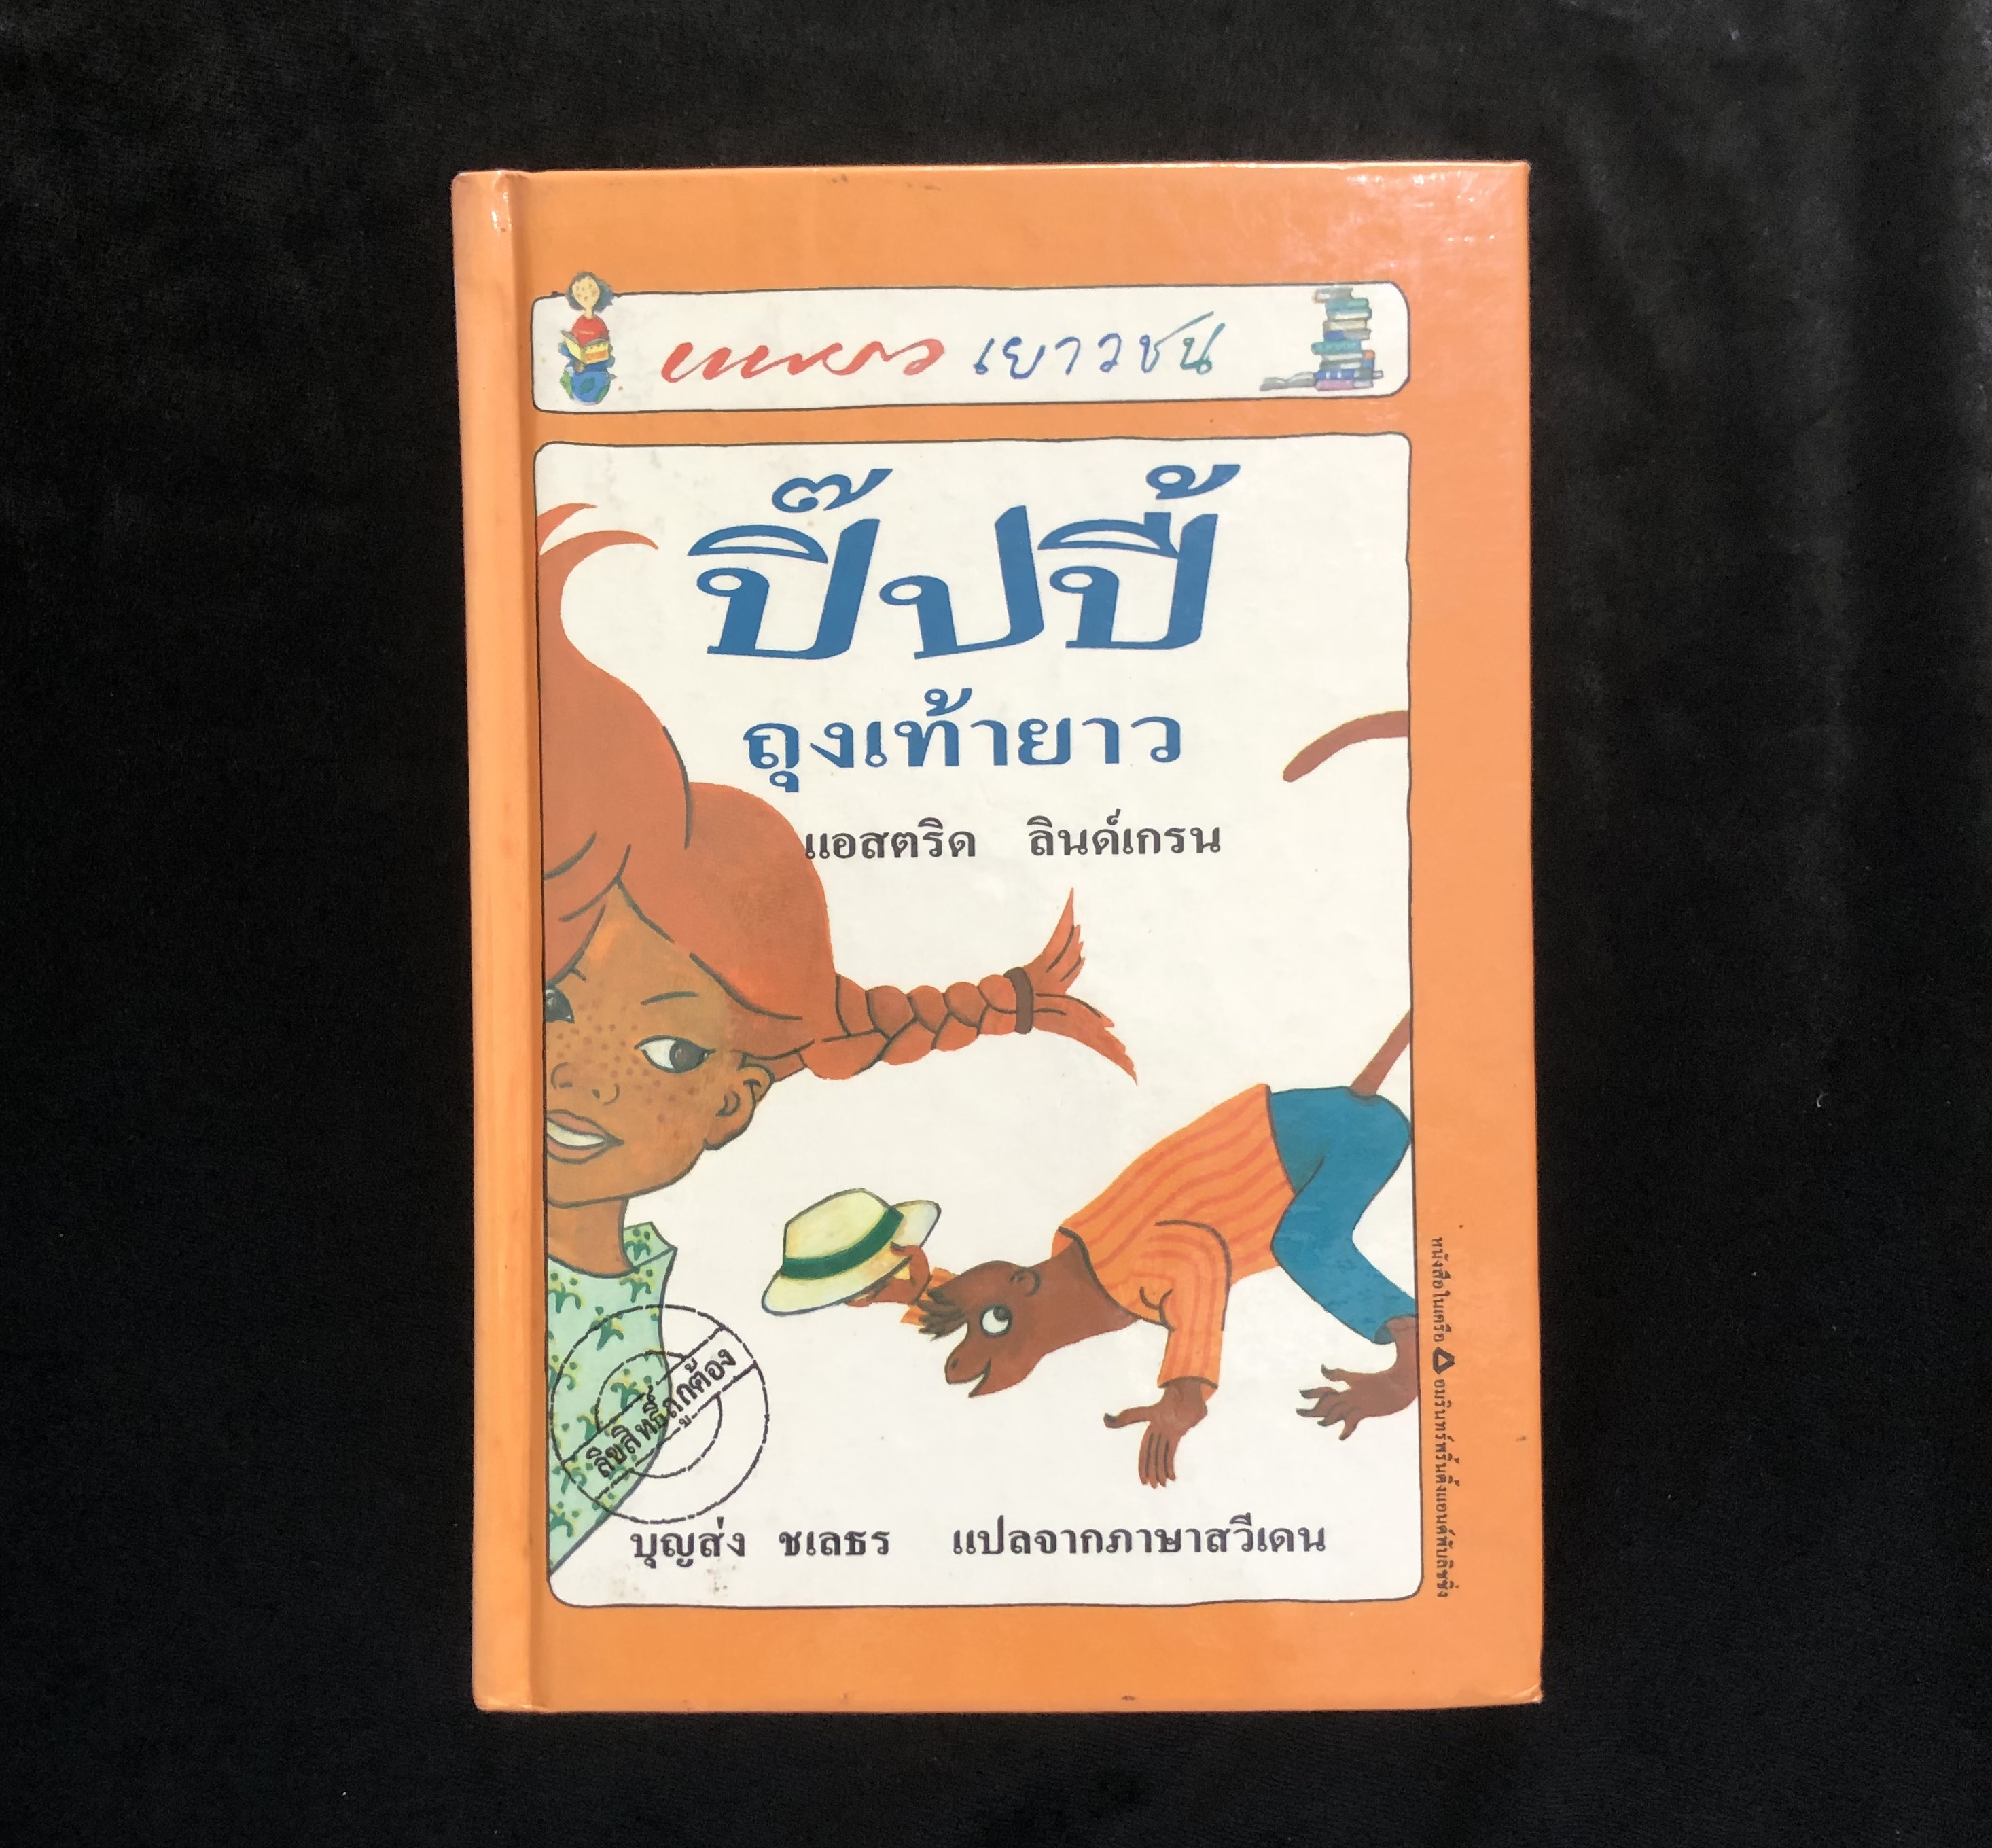 แพรวเยาวชน
ปิ๊ปปี้
ถุงเท้ายาว
แอสตริด ลินด์เกรน
ลิขสิทธิ์ถูกต้อง
บุญส่ง ชเลธร แปลจากภาษาสวีเดน
หนังสือในเครือ อมรินทร์พริ้นติ้งแอนด์พับลิชชิ่ง